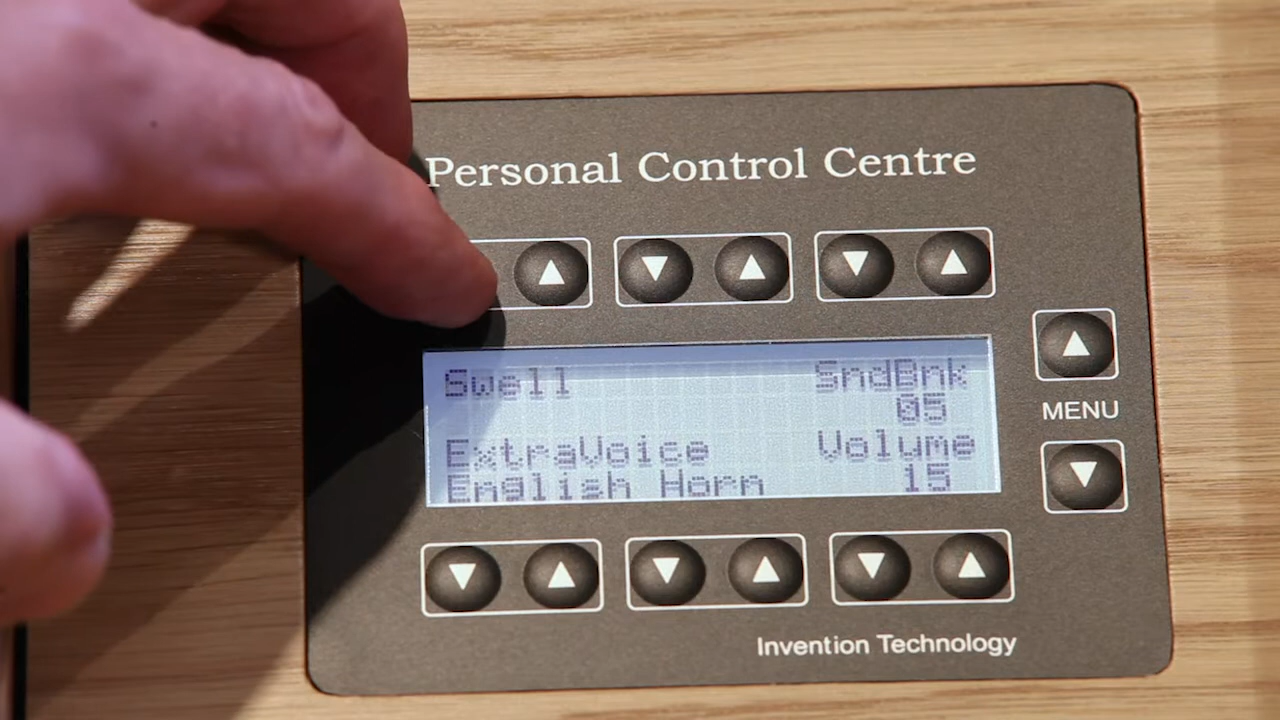 Personal Control Centre
Swell SndBnk
05
ExtraVoice Volume
English Horn 15
MENU
Invention Technology